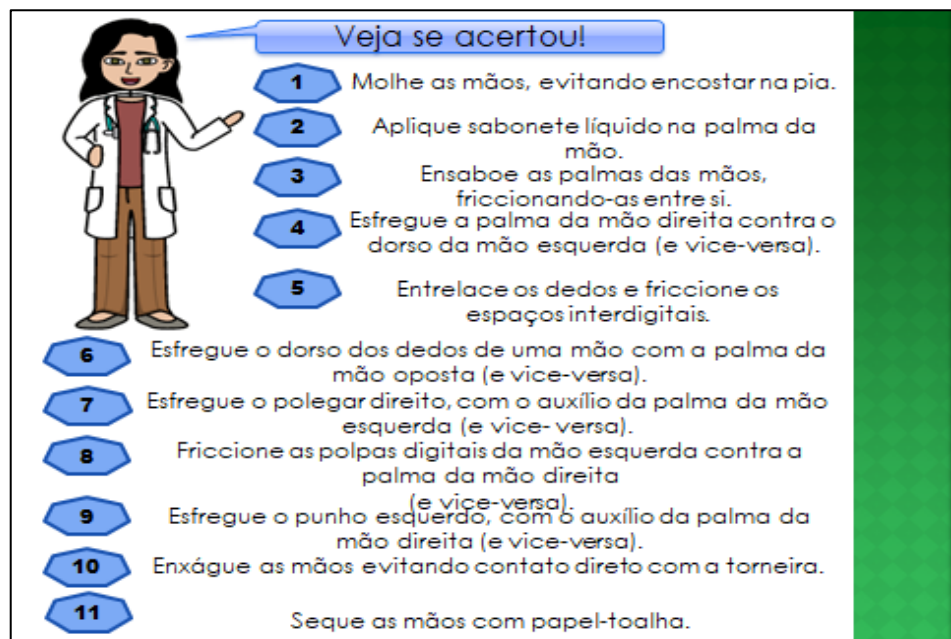 Veja se acertou!
1 Molhe as mãos, evitando encostar na pia.
2 Aplique sabonete líquido na palma da
mão.
3 Ensaboe as palmas das mãos,
friccionando-as entre si.
4 Esfregue a palma da mão direita contra o
dorso da mão esquerda (e vice-versa).
5 Entrelace os dedos e friccione os
espaços interdigitais.
6 Esfregue o dorso dos dedos de uma mão com a palma da
mão oposta (e vice-versa).
7 Esfregue o polegar direito, com o auxílio da palma da mão
esquerda (e vice- versa).
8 Friccione as polpas digitais da mão esquerda contra a
palma da mão direita
(e vice-versa).
9 Esfregue o punho esquerdo, com o auxílio da palma da
mão direita (e vice-versa).
10 Enxágue as mãos evitando contato direto com a torneira.
11 Seque as mãos com papel-toalha.